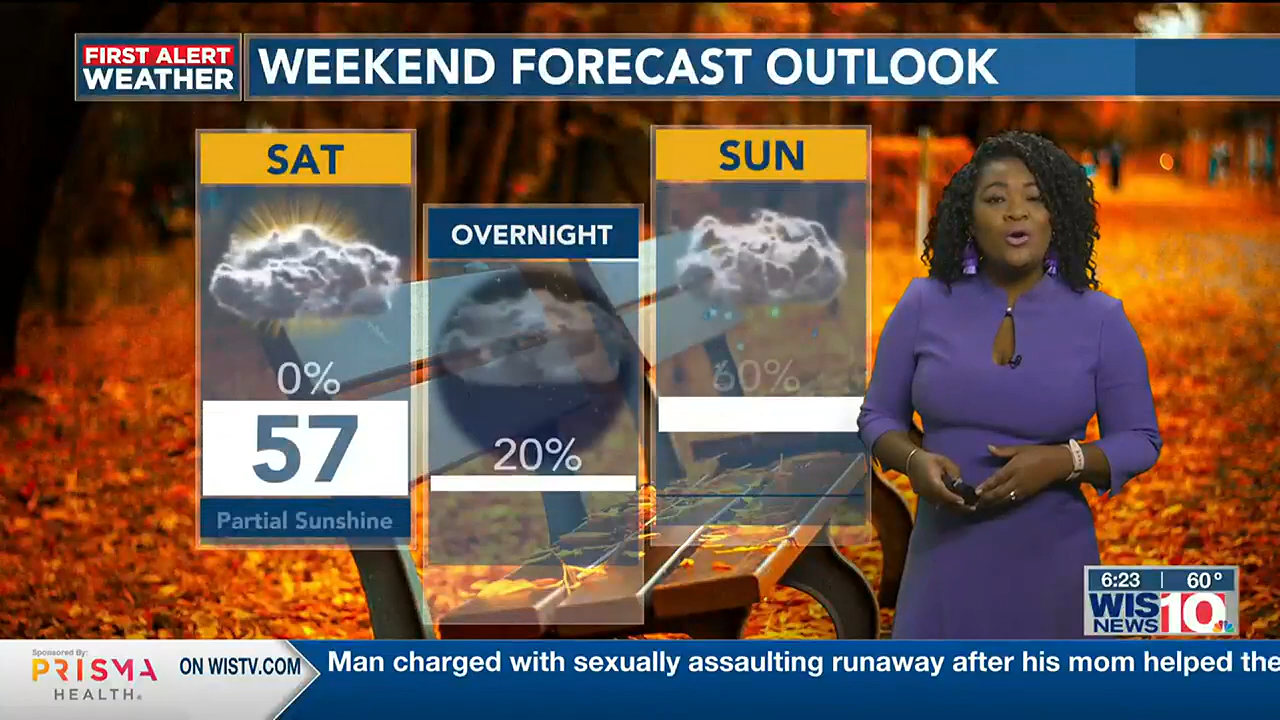 FIRST ALERT
WEATHER
WEEKEND FORECAST OUTLOOK
SAT
0%
57
Partial Sunshine
OVERNIGHT
20%
SUN
60%
6:23 | 60°
WIS
NEWS
10
Sponsored By:
PRISMA
HEALTH®
ON WISTV.COM
Man charged with sexually assaulting runaway after his mom helped the